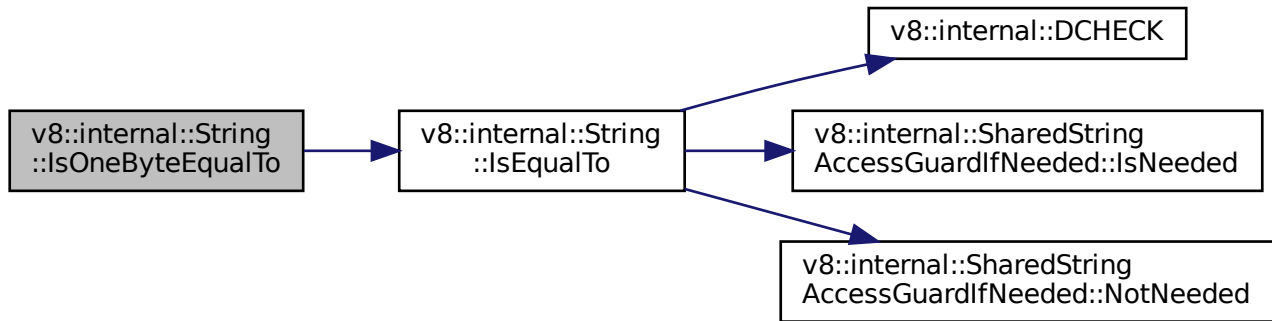 v8::internal::String
::IsOneByteEqualTo
v8::internal::String
::IsEqualTo
v8::internal::DCHECK
v8::internal::SharedString
AccessGuardIfNeeded::IsNeeded
v8::internal::SharedString
AccessGuardIfNeeded::NotNeeded